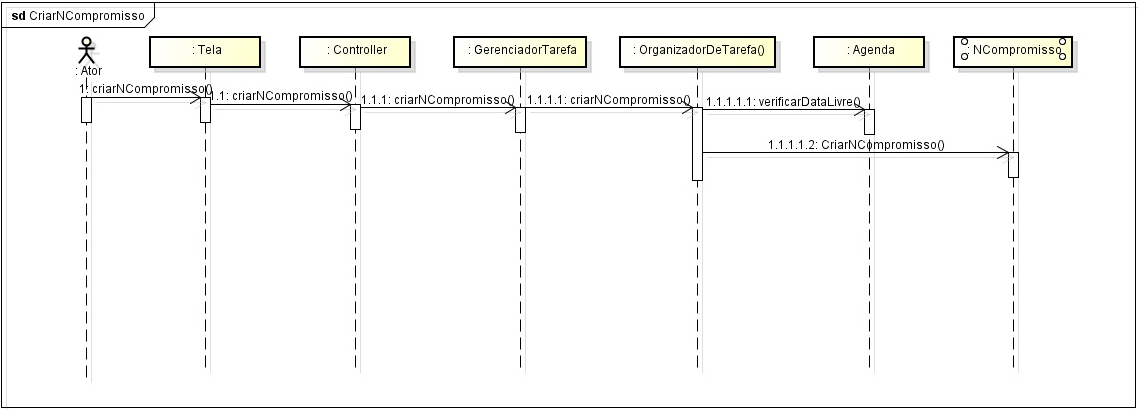 sd CriarNCompromisso
: Ator
: Tela
: Controller
: GerenciadorTarefa
: OrganizadorDeTarefa()
: Agenda
: NCompromisso
1: criarNCompromisso()
1.1: criarNCompromisso()
1.1.1: criarNCompromisso()
1.1.1.1: criarNCompromisso()
1.1.1.1.1: verificarDataLivre()
1.1.1.1.2: CriarNCompromisso()